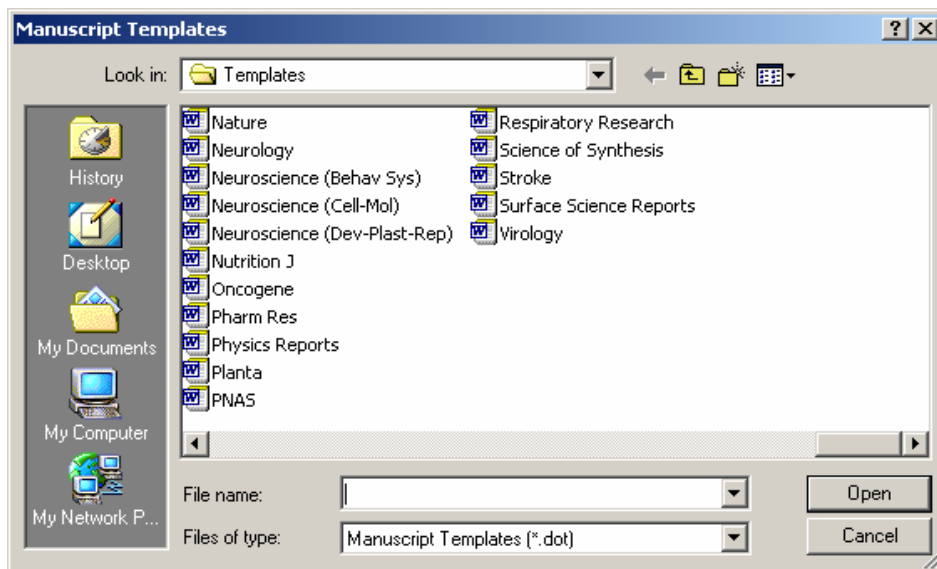 Manuscript Templates
Look in: Templates
History
Desktop
My Documents
My Computer
My Network P...
Nature
Neurology
Neuroscience (Behav Sys)
Neuroscience (Cell-Mol)
Neuroscience (Dev-Plast-Rep)
Nutrition J
Oncogene
Pharm Res
Physics Reports
Planta
PNAS
Respiratory Research
Science of Synthesis
Stroke
Surface Science Reports
Virology
File name:
Open
Files of type: Manuscript Templates (*.dot)
Cancel